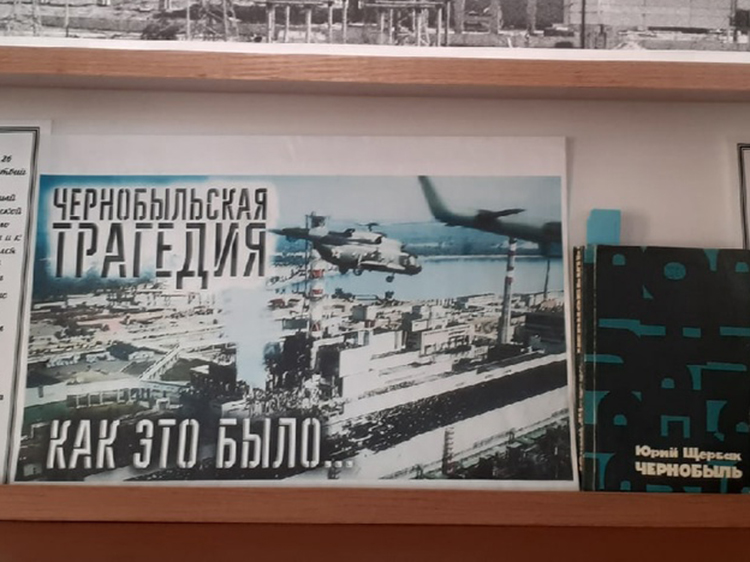 ЧЕРНОБЫЛЬСКАЯ
ТРАГЕДИЯ
КАК ЭТО БЫЛО...
Юрий Щербак
ЧЕРНОБЫЛЬ